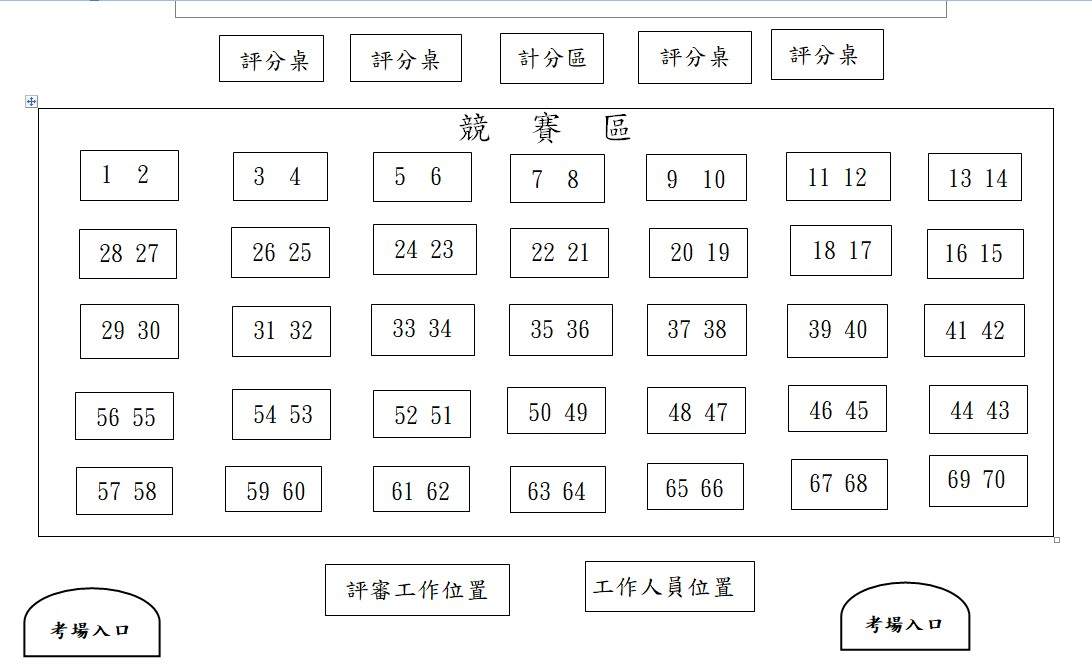 評分桌 評分桌 計分區 評分桌 評分桌
競 賽 區
1 2 3 4 5 6 7 8 9 10 11 12 13 14
28 27 26 25 24 23 22 21 20 19 18 17 16 15
29 30 31 32 33 34 35 36 37 38 39 40 41 42
56 55 54 53 52 51 50 49 48 47 46 45 44 43
57 58 59 60 61 62 63 64 65 66 67 68 69 70
評審工作位置 工作人員位置
考場入口 考場入口